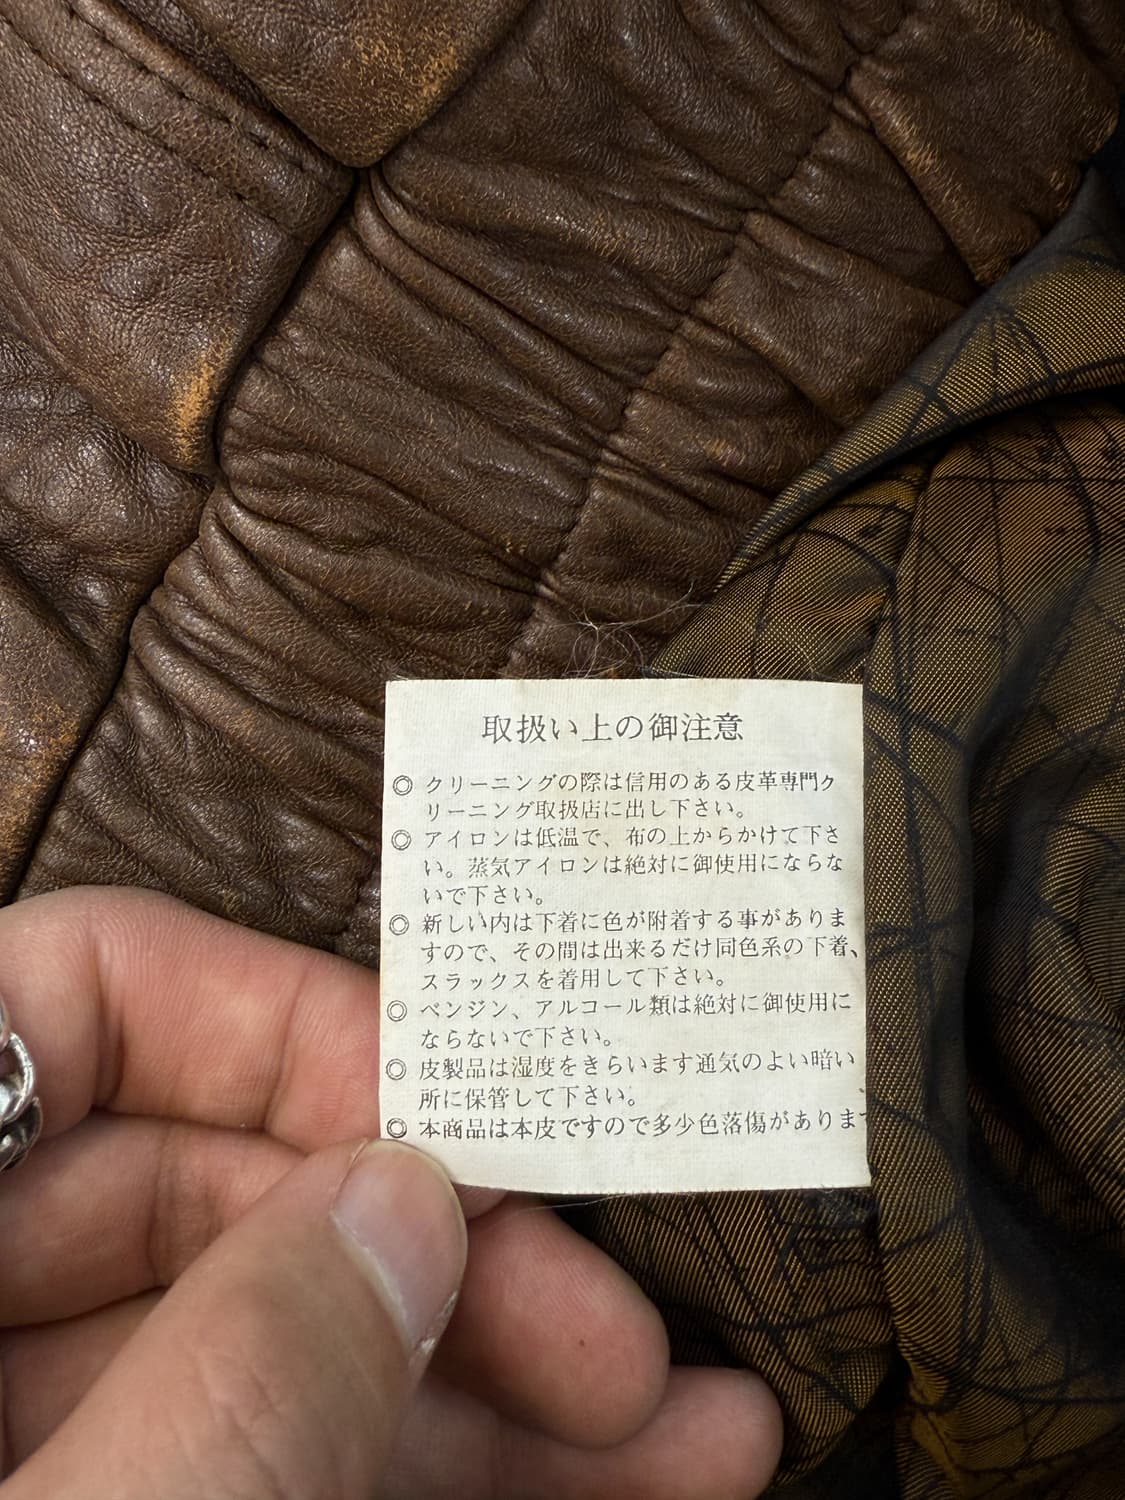 取扱い上の御注意
◎ クリーニングの際は信用のある皮革専門ク
リーニング取扱店に出し下さい。
◎ アイロンは低温で、布の上からかけて下さ
い。蒸気アイロンは絶対に御使用にならな
いで下さい。
◎ 新しい内は下着に色が附着する事がありま
すので、その間は出来るだけ同色系の下着、
スラックスを着用して下さい。
◎ ベンジン、アルコール類は絶対に御使用に
ならないで下さい。
◎ 皮製品は湿度をきらいます通気のよい暗い
所に保管して下さい。
◎ 本商品は本皮ですので多少色落傷があります